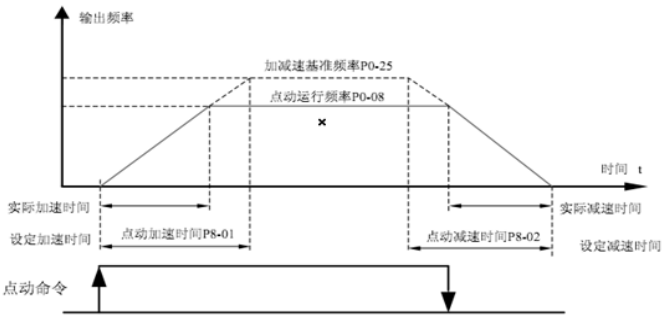 输出频率
加减速基准频率P0-25
点动运行频率P0-08
时间 t
实际加速时间
实际减速时间
设定加速时间
点动加速时间P8-01
点动减速时间P8-02
设定减速时间
点动命令